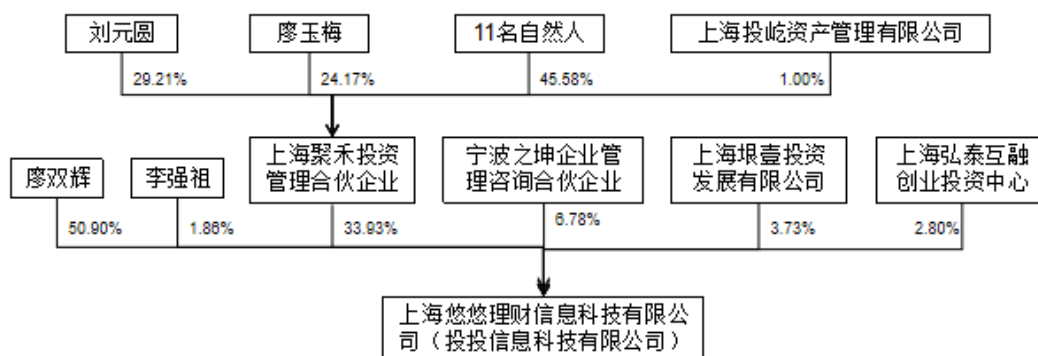 刘元圆
廖玉梅
11名自然人
上海投屹资产管理有限公司
29.21%
24.17%
45.58%
1.00%
廖双辉
李强祖
上海聚禾投资
管理合伙企业
宁波之坤企业管
理咨询合伙企业
上海垠壹投资
发展有限公司
上海弘泰互融
创业投资中心
50.90%
1.86%
33.93%
6.78%
3.73%
2.80%
上海悠悠理财信息科技有限公
司（投投信息科技有限公司）